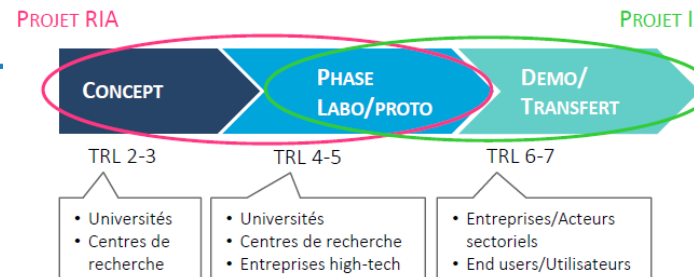 PROJET RIA
PROJET I
CONCEPT
PHASE
LABO/PROTO
DEMO/
TRANSFERT
TRL 2-3
TRL 4-5
TRL 6-7
• Universités
• Centres de
recherche
• Universités
• Centres de recherche
• Entreprises high-tech
• Entreprises/Acteurs
sectoriels
• End users/Utilisateurs